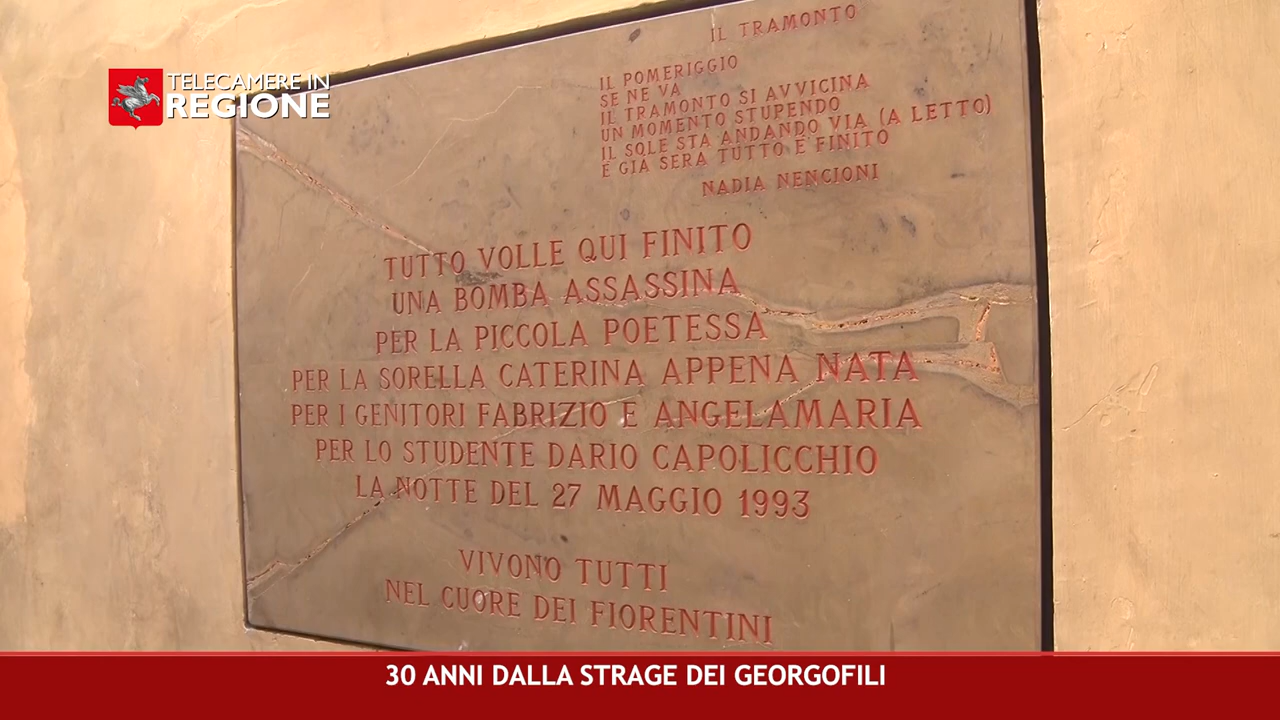 TELECAMERE IN
REGIONE
IL TRAMONTO
IL POMERIGGIO
SE NE VA
IL TRAMONTO SI AVVICINA
UN MOMENTO STUPENDO
IL SOLE STA ANDANDO VIA (A LETTO)
È GIÀ SERA TUTTO È FINITO
NADIA NENCIONI
TUTTO VOLLE QUI FINITO
UNA BOMBA ASSASSINA
PER LA PICCOLA POETESSA
PER LA SORELLA CATERINA APPENA NATA
PER I GENITORI FABRIZIO E ANGELAMARIA
PER LO STUDENTE DARIO CAPOLICCHIO
LA NOTTE DEL 27 MAGGIO 1993
VIVONO TUTTI
NEL CUORE DEI FIORENTINI
30 ANNI DALLA STRAGE DEI GEORGOFILI